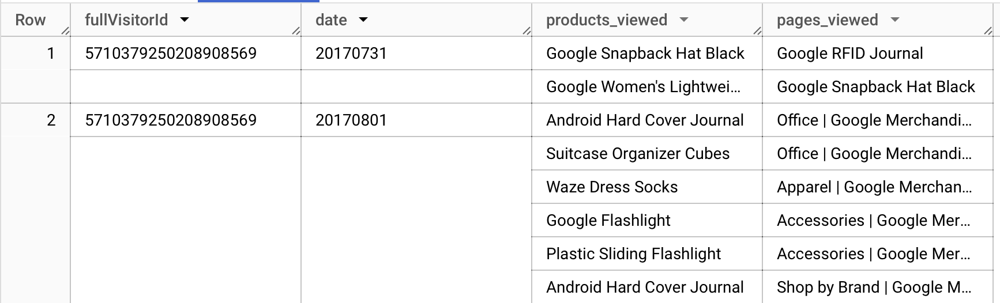 Row fullVisitorId date products_viewed pages_viewed
1 5710379250208908569 20170731 Google Snapback Hat Black Google RFID Journal
Google Women's Lightwei... Google Snapback Hat Black
2 5710379250208908569 20170801 Android Hard Cover Journal Office | Google Merchandi...
Suitcase Organizer Cubes Office | Google Merchandi...
Waze Dress Socks Apparel | Google Merchan...
Google Flashlight Accessories | Google Mer...
Plastic Sliding Flashlight Accessories | Google Mer...
Android Hard Cover Journal Shop by Brand | Google M...